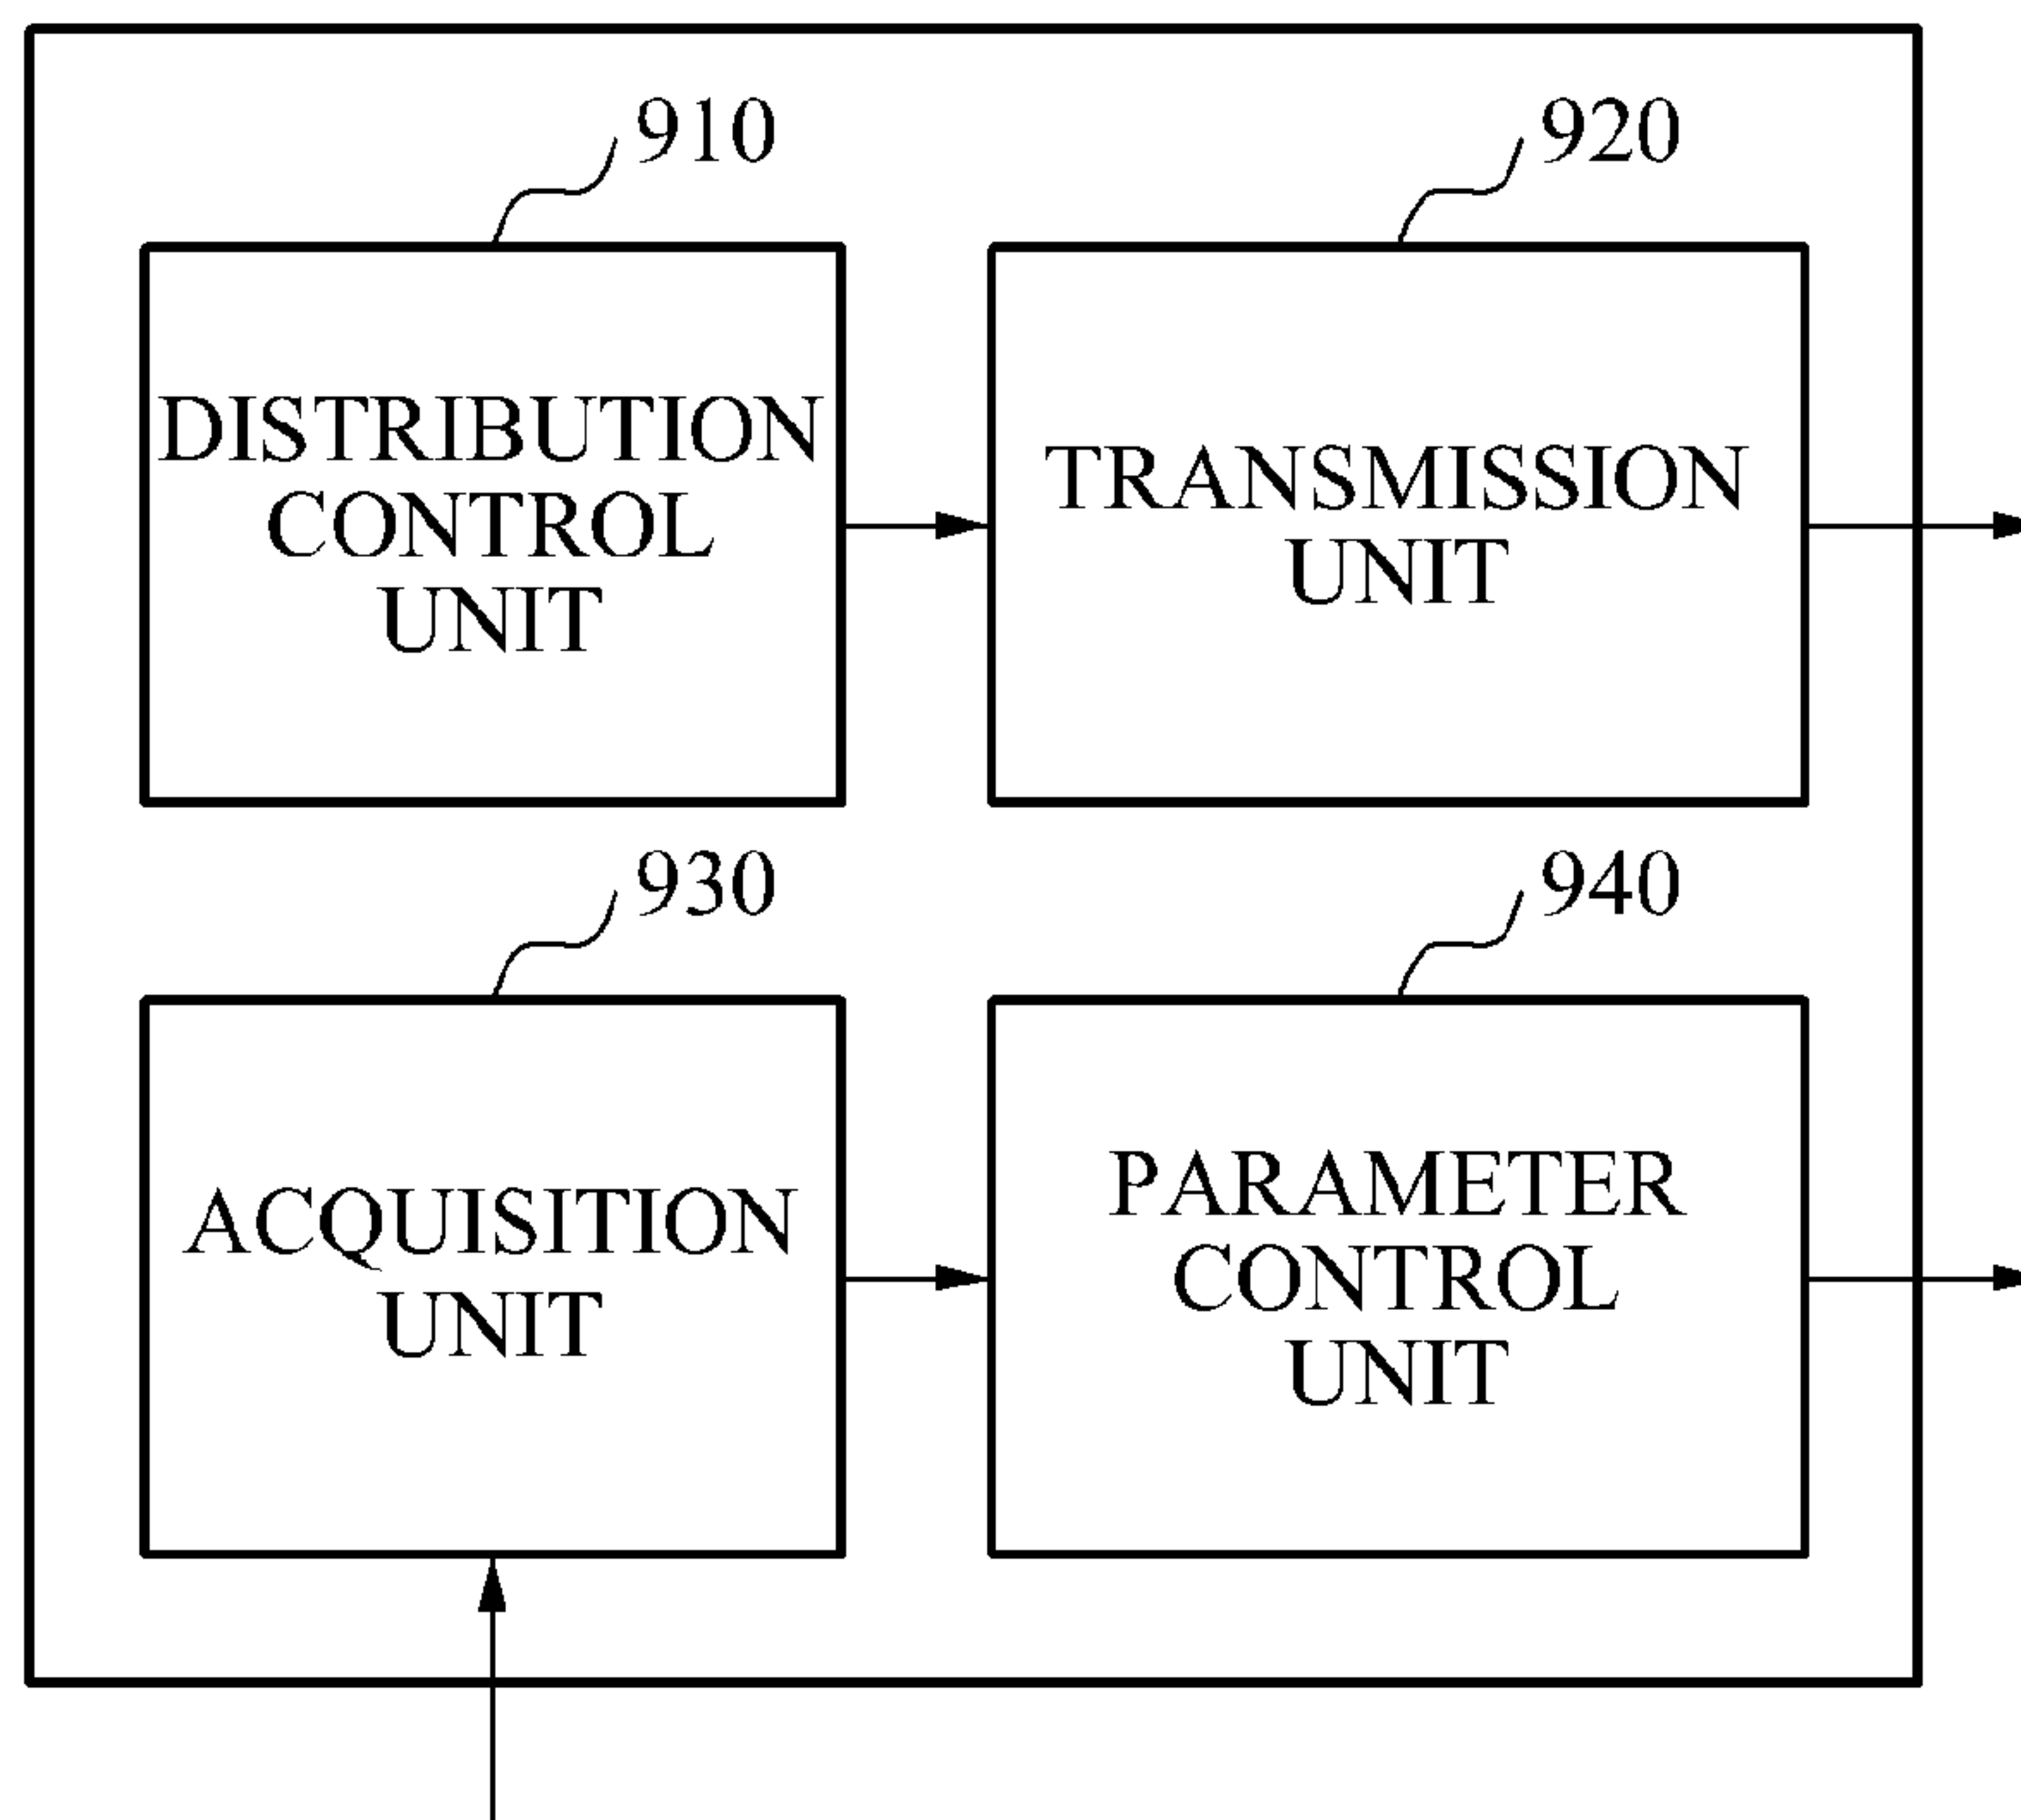 910
DISTRIBUTION
CONTROL
UNIT
920
TRANSMISSION
UNIT
930
ACQUISITION
UNIT
940
PARAMETER
CONTROL
UNIT